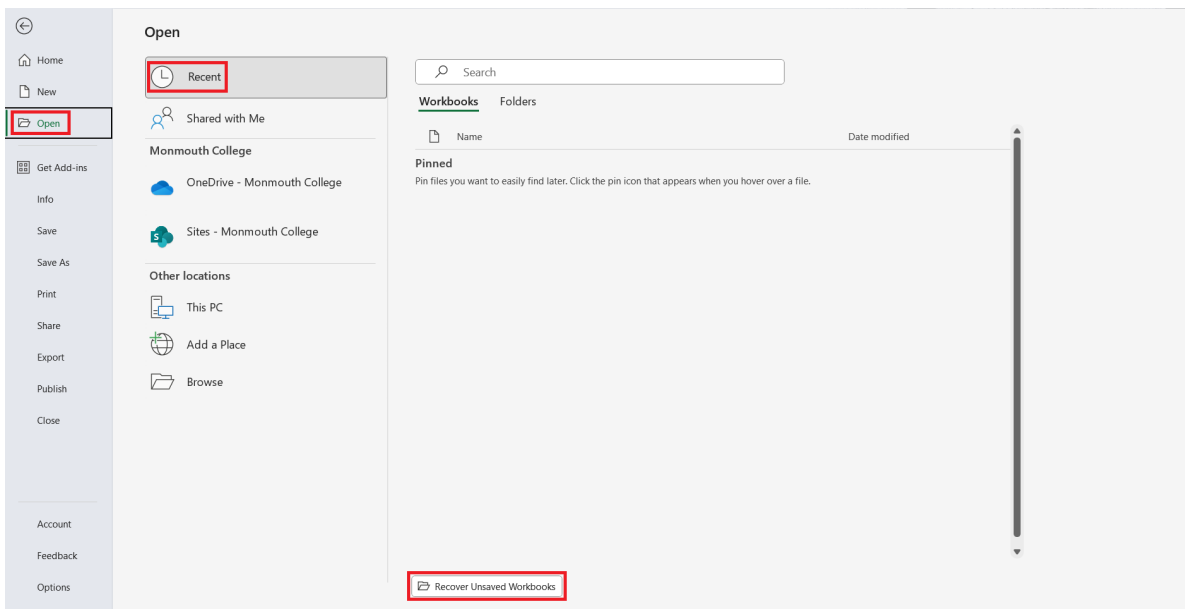 Home
New
Open
Get Add-ins
Info
Save
Save As
Print
Share
Export
Publish
Close
Account
Feedback
Options
Open
Recent
Shared with Me
Monmouth College
OneDrive - Monmouth College
S
Sites - Monmouth College
Other locations
This PC
Add a Place
Browse
Search
Workbooks Folders
Name Date modified
Pinned
Pin files you want to easily find later. Click the pin icon that appears when you hover over a file.
Recover Unsaved Workbooks